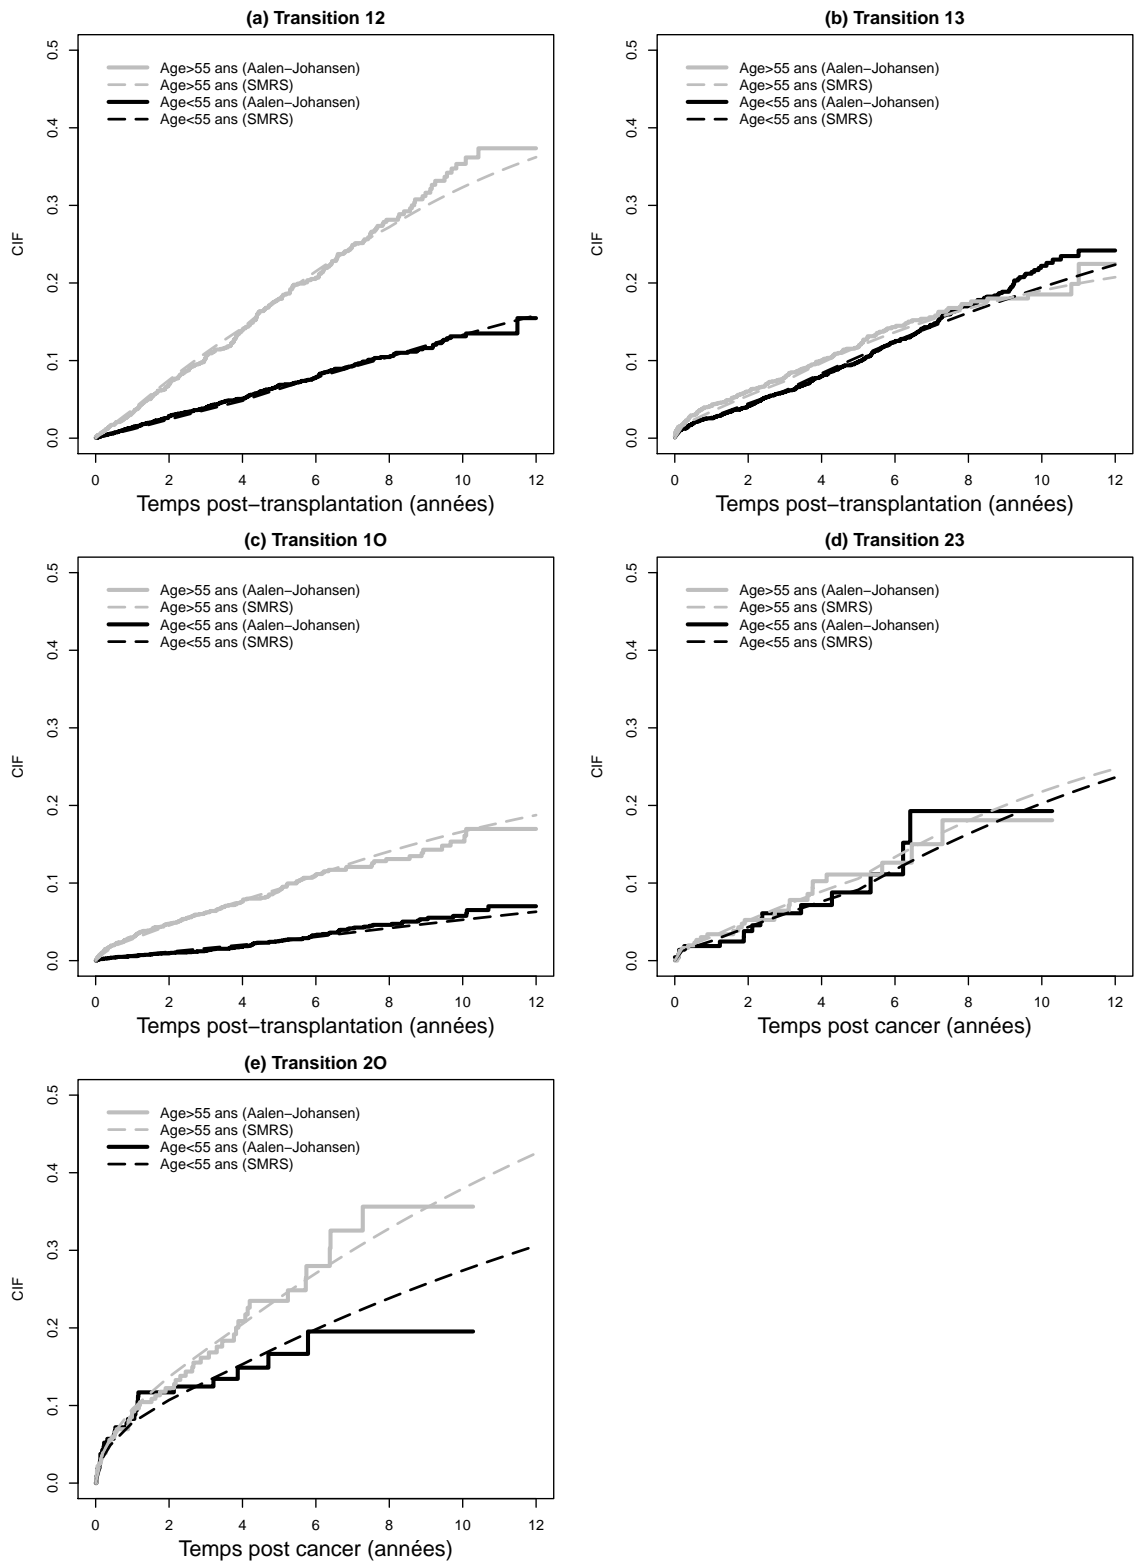 (a) Transition 12
CIF
0.0 0.1 0.2 0.3 0.4 0.5
Age>55 ans (Aalen−Johansen)
Age>55 ans (SMRS)
Age<55 ans (Aalen−Johansen)
Age<55 ans (SMRS)
0 2 4 6 8 10 12
Temps post−transplantation (années)
(b) Transition 13
CIF
0.0 0.1 0.2 0.3 0.4 0.5
Age>55 ans (Aalen−Johansen)
Age>55 ans (SMRS)
Age<55 ans (Aalen−Johansen)
Age<55 ans (SMRS)
0 2 4 6 8 10 12
Temps post−transplantation (années)
(c) Transition 1O
CIF
0.0 0.1 0.2 0.3 0.4 0.5
Age>55 ans (Aalen−Johansen)
Age>55 ans (SMRS)
Age<55 ans (Aalen−Johansen)
Age<55 ans (SMRS)
0 2 4 6 8 10 12
Temps post−transplantation (années)
(d) Transition 23
CIF
0.0 0.1 0.2 0.3 0.4 0.5
Age>55 ans (Aalen−Johansen)
Age>55 ans (SMRS)
Age<55 ans (Aalen−Johansen)
Age<55 ans (SMRS)
0 2 4 6 8 10 12
Temps post cancer (années)
(e) Transition 2O
CIF
0.0 0.1 0.2 0.3 0.4 0.5
Age>55 ans (Aalen−Johansen)
Age>55 ans (SMRS)
Age<55 ans (Aalen−Johansen)
Age<55 ans (SMRS)
0 2 4 6 8 10 12
Temps post cancer (années)